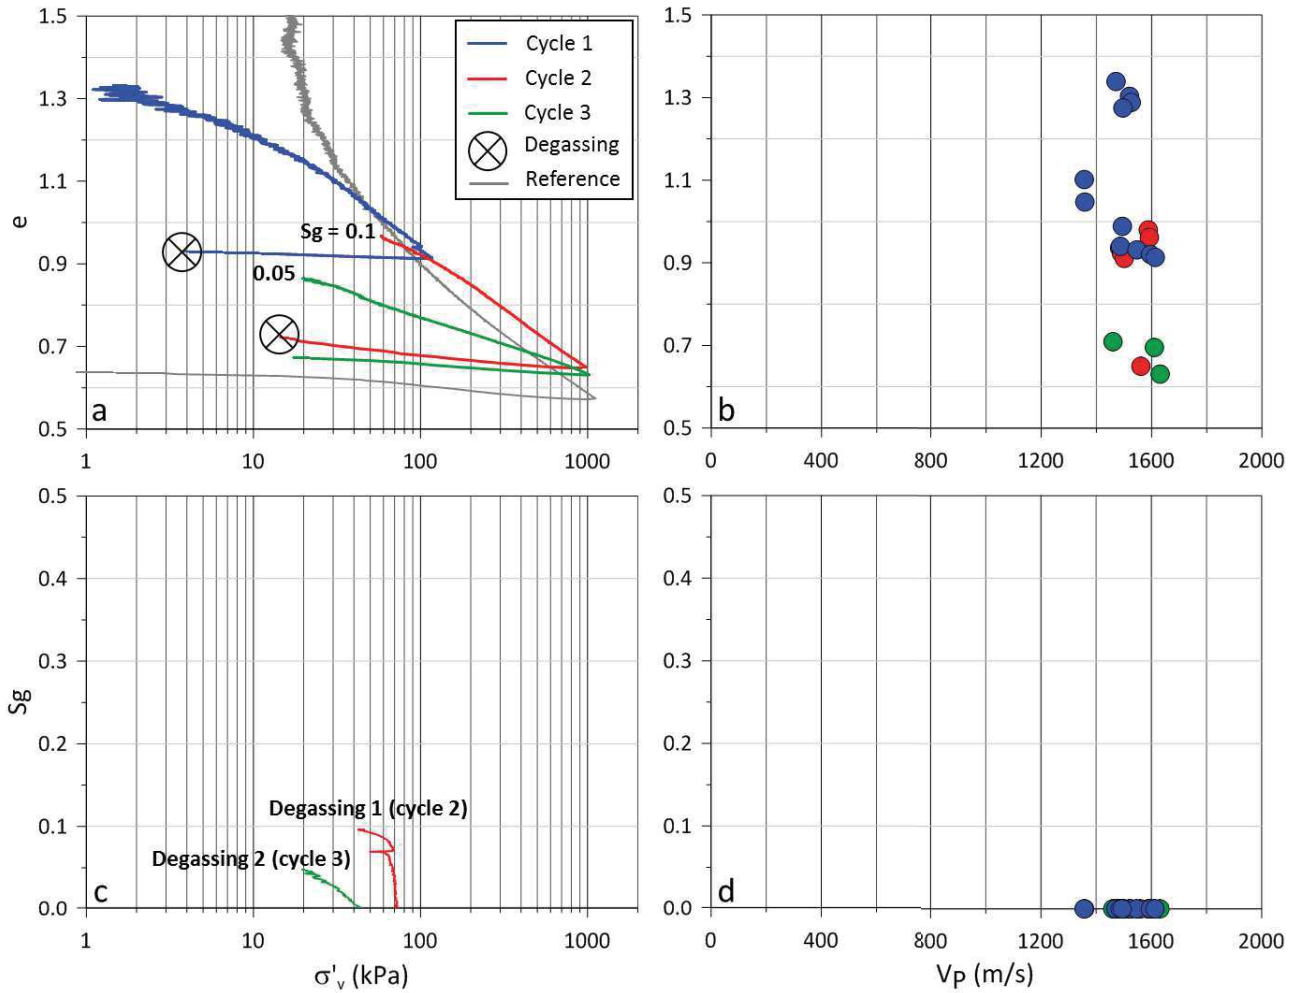 1.5
1.3
1.1
0.9
0.7
0.5
e
Cycle 1
Cycle 2
Cycle 3
Degassing
Reference
Sg = 0.1
0.05
a
1
10
100
1000
1.5
1.3
1.1
0.9
0.7
0.5
b
0
400
800
1200
1600
2000
0.5
0.4
0.3
0.2
0.1
0.0
Sg
Degassing 1 (cycle 2)
Degassing 2 (cycle 3)
c
1
10
100
1000
σ'v (kPa)
0.5
0.4
0.3
0.2
0.1
0.0
d
0
400
800
1200
1600
2000
VP (m/s)